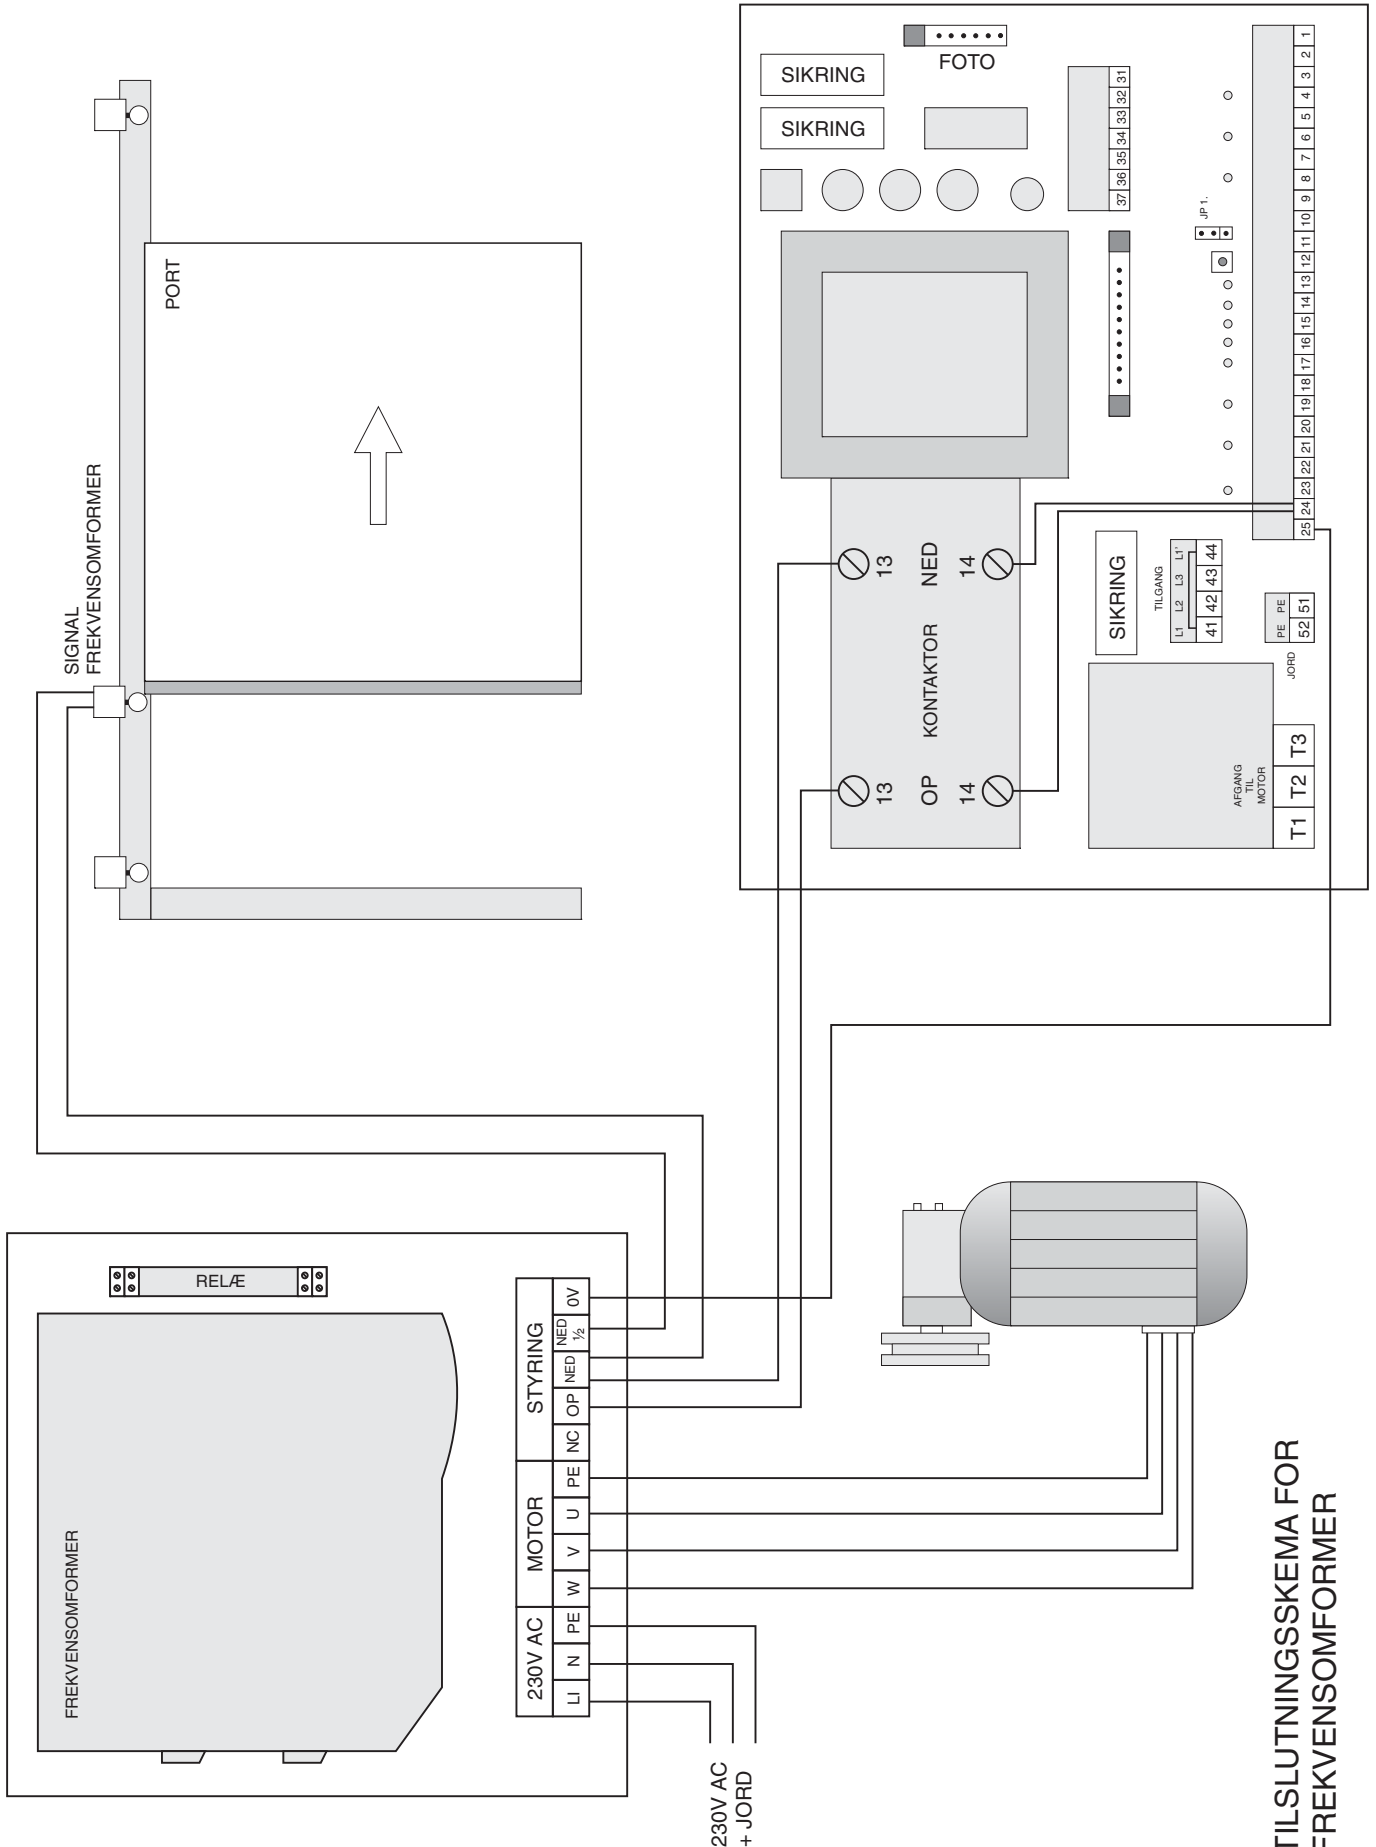 TILSLUTNINGSSKEMA FOR
FREKVENSOMFORMER
FREKVENSOMFORMER
RELÆ
230V AC
MOTOR
STYRING
LI
N
PE
W
V
U
PE
NC
OP
NED
NED
½
0V
230V AC
+ JORD
SIGNAL
FREKVENSOMFORMER
PORT
SIKRING
SIKRING
FOTO
31
32
33
34
35
36
37
JP 1.
1
2
3
4
5
6
7
8
9
10
11
12
13
14
15
16
17
18
19
20
21
22
23
24
25
13
NED
14
KONTAKTOR
13
OP
14
SIKRING
TILGANG
L1 L2 L3 L1'
41 42 43 44
PE PE
52 51
JORD
AFGANG
TIL
MOTOR
T1 T2 T3